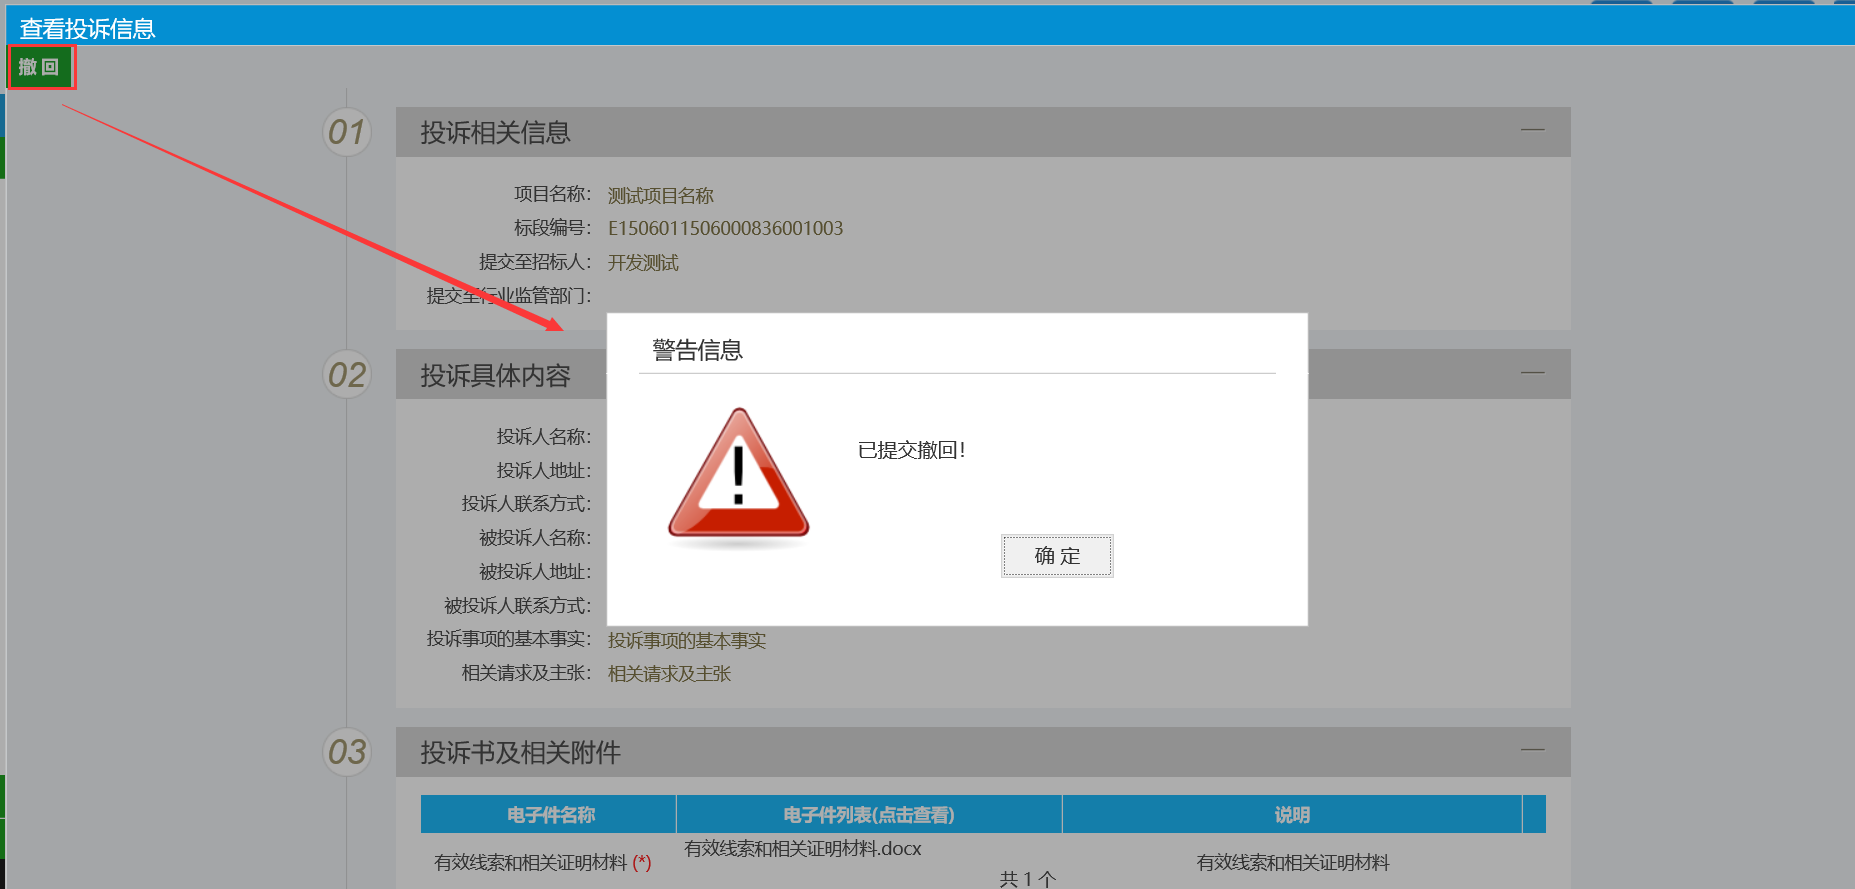 查看投诉信息
撤 回
01
投诉相关信息
项目名称： 测试项目名称
标段编号： E1506011506000836001003
提交至招标人： 开发测试
提交至行业监管部门：
警告信息
已提交撤回！
确 定
02
投诉具体内容
投诉人名称：
投诉人地址：
投诉人联系方式：
被投诉人名称：
被投诉人地址：
被投诉人联系方式：
投诉事项的基本事实： 投诉事项的基本事实
相关请求及主张： 相关请求及主张
03
投诉书及相关附件
电子件名称 电子件列表(点击查看) 说明
有效线索和相关证明材料 (*) 有效线索和相关证明材料.docx 有效线索和相关证明材料
共 1 个